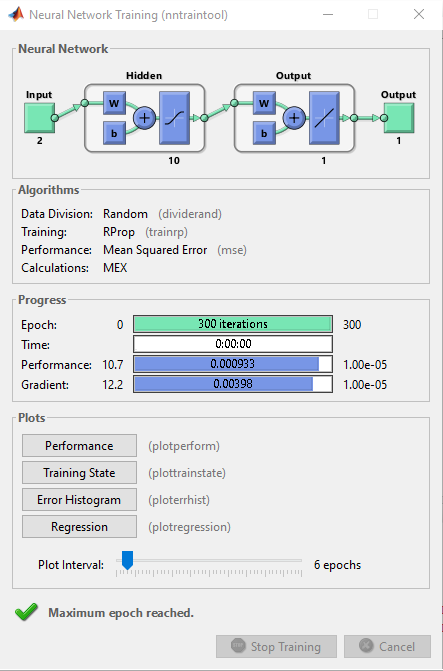 Neural Network Training (nntraintool)
Neural Network
Hidden
Output
Input
Output
W
b
+
W
b
+
2
10
1
1
Algorithms
Data Division: Random (dividerand)
Training: RProp (trainrp)
Performance: Mean Squared Error (mse)
Calculations: MEX
Progress
Epoch: 0 300 iterations 300
Time: 0:00:00
Performance: 10.7 0.000933 1.00e-05
Gradient: 12.2 0.00398 1.00e-05
Plots
Performance (plotperform)
Training State (plottrainstate)
Error Histogram (ploterrhist)
Regression (plotregression)
Plot Interval: 6 epochs
Maximum epoch reached.
Stop Training Cancel